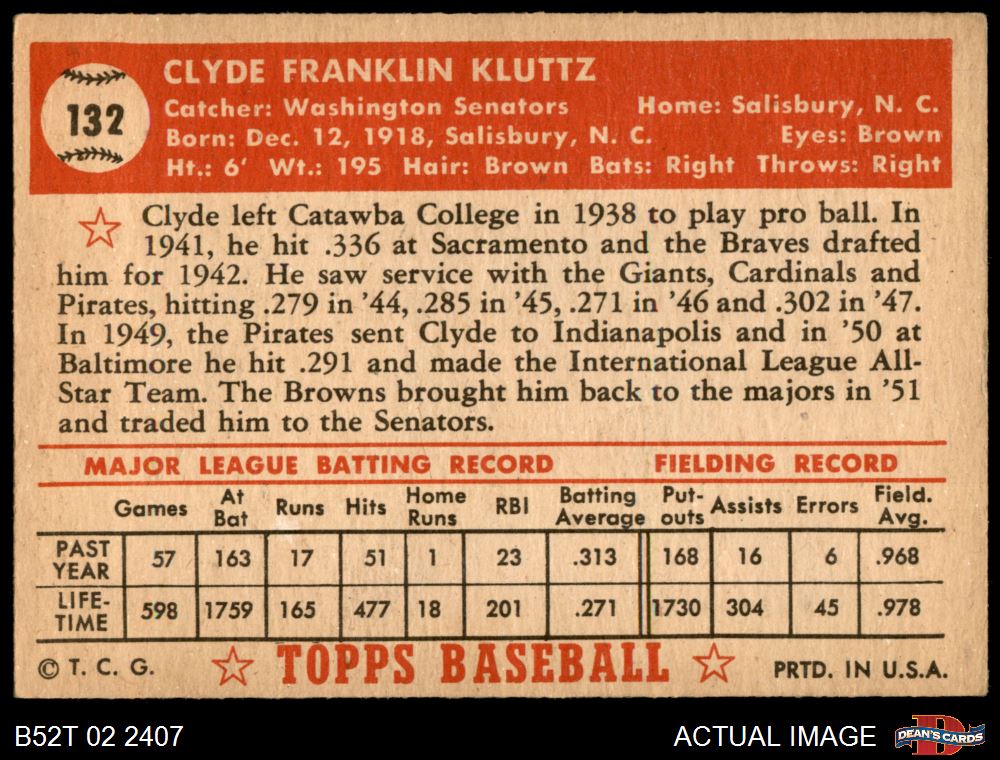 132
CLYDE FRANKLIN KLUTTZ
Catcher: Washington Senators Home: Salisbury, N. C.
Born: Dec. 12, 1918, Salisbury, N. C. Eyes: Brown
Ht.: 6' Wt.: 195 Hair: Brown Bats: Right Throws: Right
Clyde left Catawba College in 1938 to play pro ball. In
1941, he hit .336 at Sacramento and the Braves drafted
him for 1942. He saw service with the Giants, Cardinals and
Pirates, hitting .279 in '44, .285 in '45, .271 in '46 and .302 in '47.
In 1949, the Pirates sent Clyde to Indianapolis and in '50 at
Baltimore he hit .291 and made the International League All-
Star Team. The Browns brought him back to the majors in '51
and traded him to the Senators.
MAJOR LEAGUE BATTING RECORD FIELDING RECORD
Games At Bat Runs Hits Home Runs RBI Batting Average Put-outs Assists Errors Field. Avg.
PAST YEAR 57 163 17 51 1 23 .313 168 16 6 .968
LIFE-TIME 598 1759 165 477 18 201 .271 1730 304 45 .978
© T. C. G. TOPPS BASEBALL PRTD. IN U.S.A.
B52T 02 2407 ACTUAL IMAGE D DEAN'S CARDS